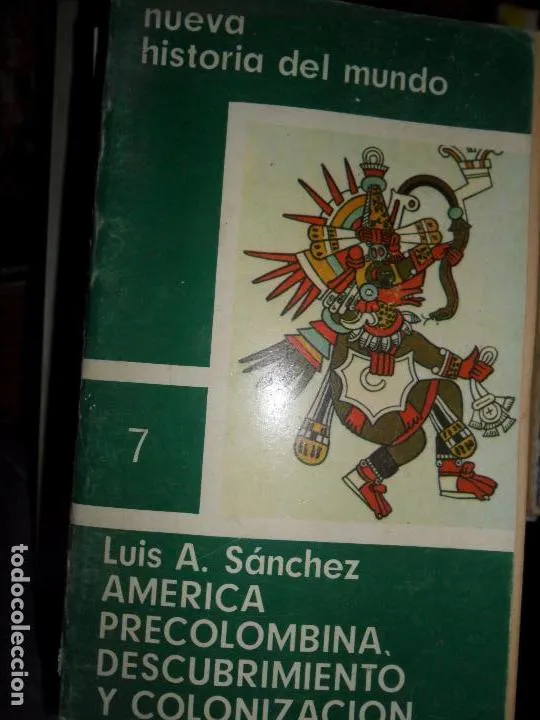 nueva
historia del mundo
7
Luis A. Sánchez
AMERICA
PRECOLOMBINA.
DESCUBRIMIENTO
Y COLONIZACION
todocoleccion